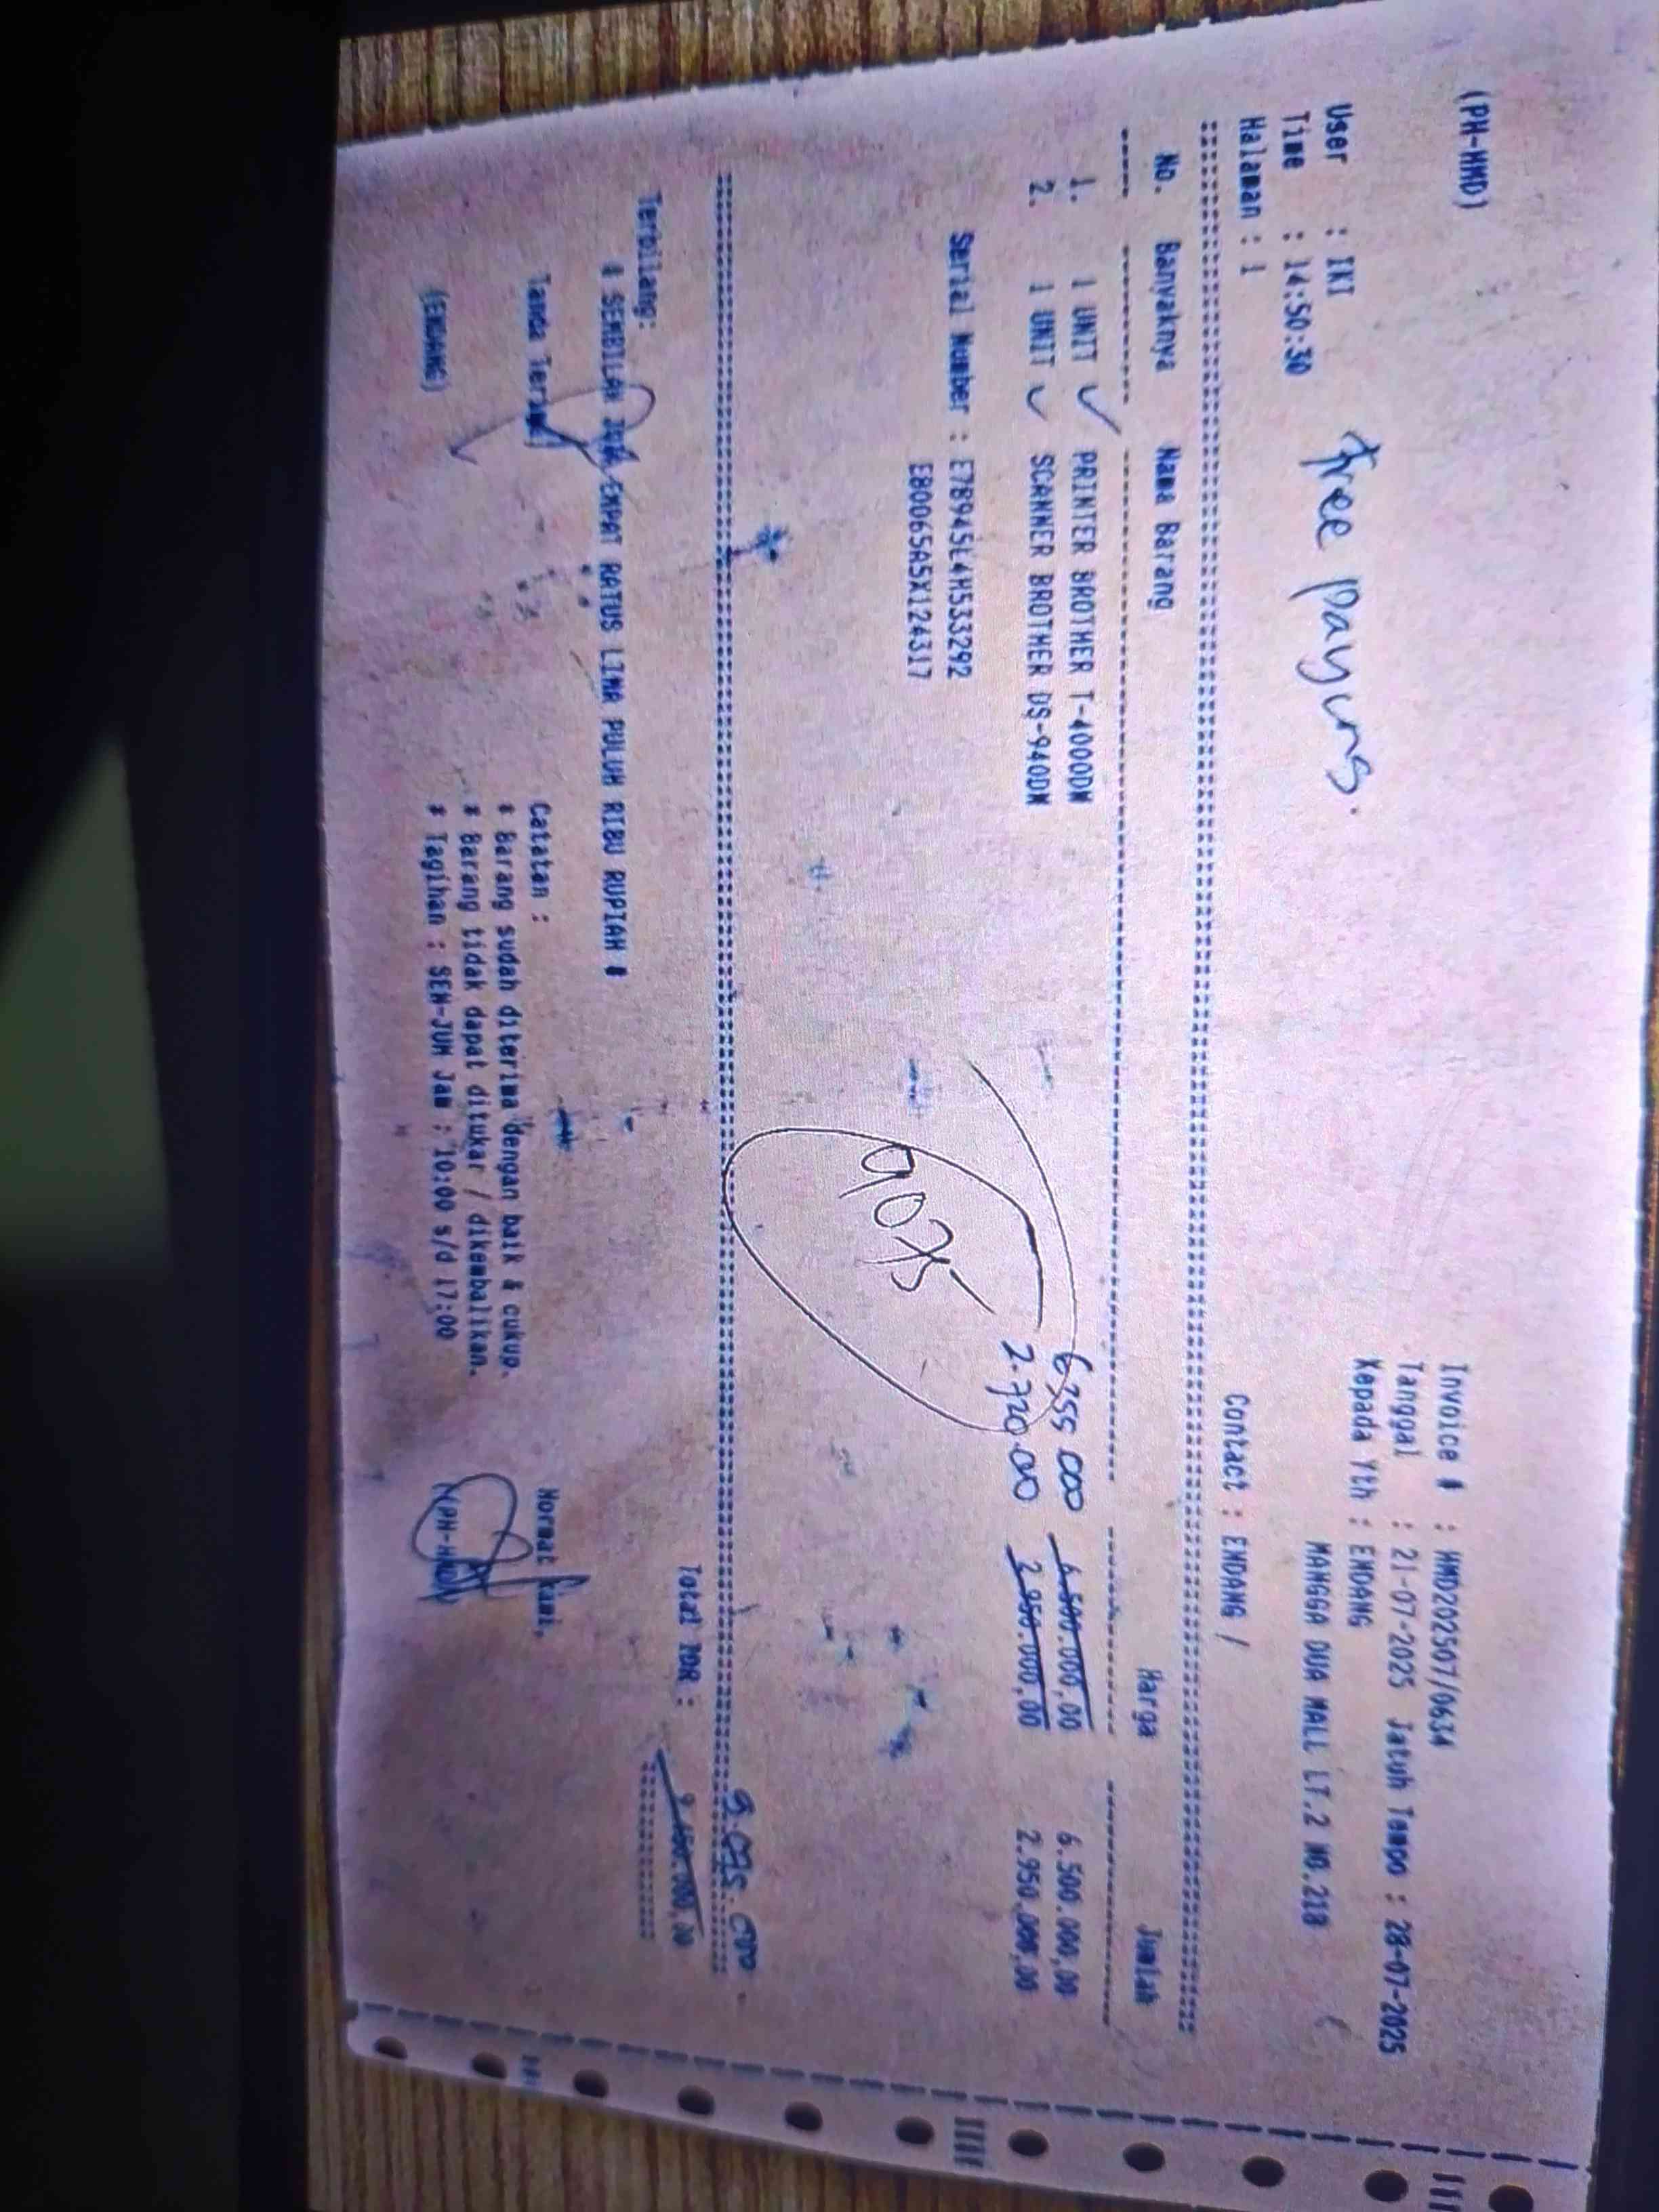 (PH-HMD)
Invoice # : HMD202507/0634
Tanggal : 21-07-2025 Jatuh Tempo : 28-07-2025
User : IKI
Kepada Yth : ENDANG
Time : 14:50:30
free payung.
MANGGA DUA MALL LT.2 NO.21B
Halaman : 1
Contact : ENDANG /
No. Banyaknya Nama Barang Harga Jumlah
1. 1 UNIT PRINTER BROTHER T-4000DW 6.355 000 6.500.000,00 6.500.000,00
2. 1 UNIT SCANNER BROTHER DS-940DW 2.720.00 2.950.000,00 2.950.000,00
Serial Number : E78945L4H533292
E80065A5X124317
9,075
9.075.000
Total IDR : 9.450.000,00
Terbilang:
# SEMBILAN JUTA EMPAT RATUS LIMA PULUH RIBU RUPIAH #
Tanda Terima
Catatan :
Hormat kami,
* Barang sudah diterima dengan baik & cukup.
* Barang tidak dapat ditukar / dikembalikan.
* Tagihan : SEN-JUM Jam : 10:00 s/d 17:00
(ENDANG)
(PH-HMD)